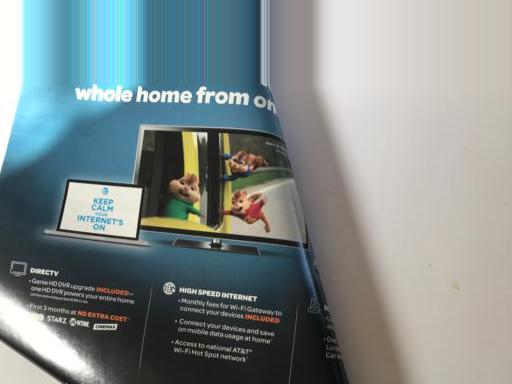 whole home from on
KEEP
CALM
YOUR
INTERNET'S
ON
DIRECTV
• Genie HD DVR upgrade INCLUDED—
one HD DVR powers your entire home
• First 3 months at NO EXTRA COST
STARZ SHOWTIME CINEMAX
HIGH SPEED INTERNET
• Monthly fees for Wi-Fi Gateway to
connect your devices INCLUDED
• Connect your devices and save
on mobile data usage at home
• Access to national AT&T
Wi-Fi Hot Spot network